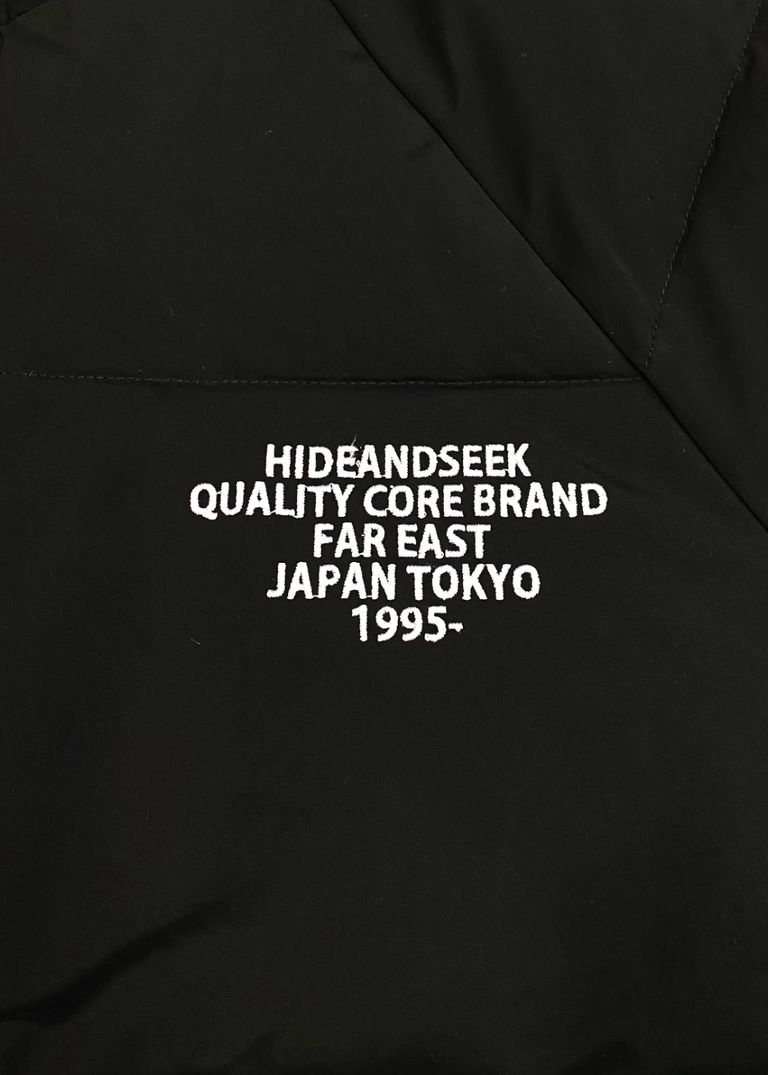 HIDEANDSEEK
QUALITY CORE BRAND
FAR EAST
JAPAN TOKYO
1995-